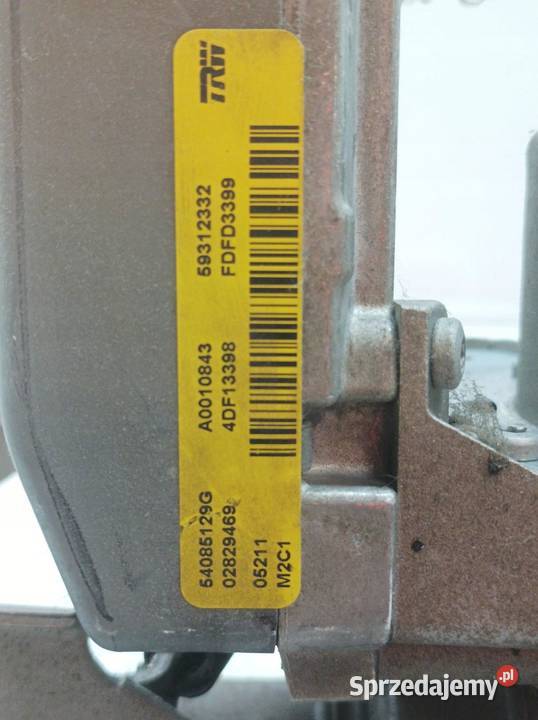 TRW
54085129G A0010843 59312332
02829469 4DF13398 FDFD3399
05211
M2C1
Sprzedajemy.pl